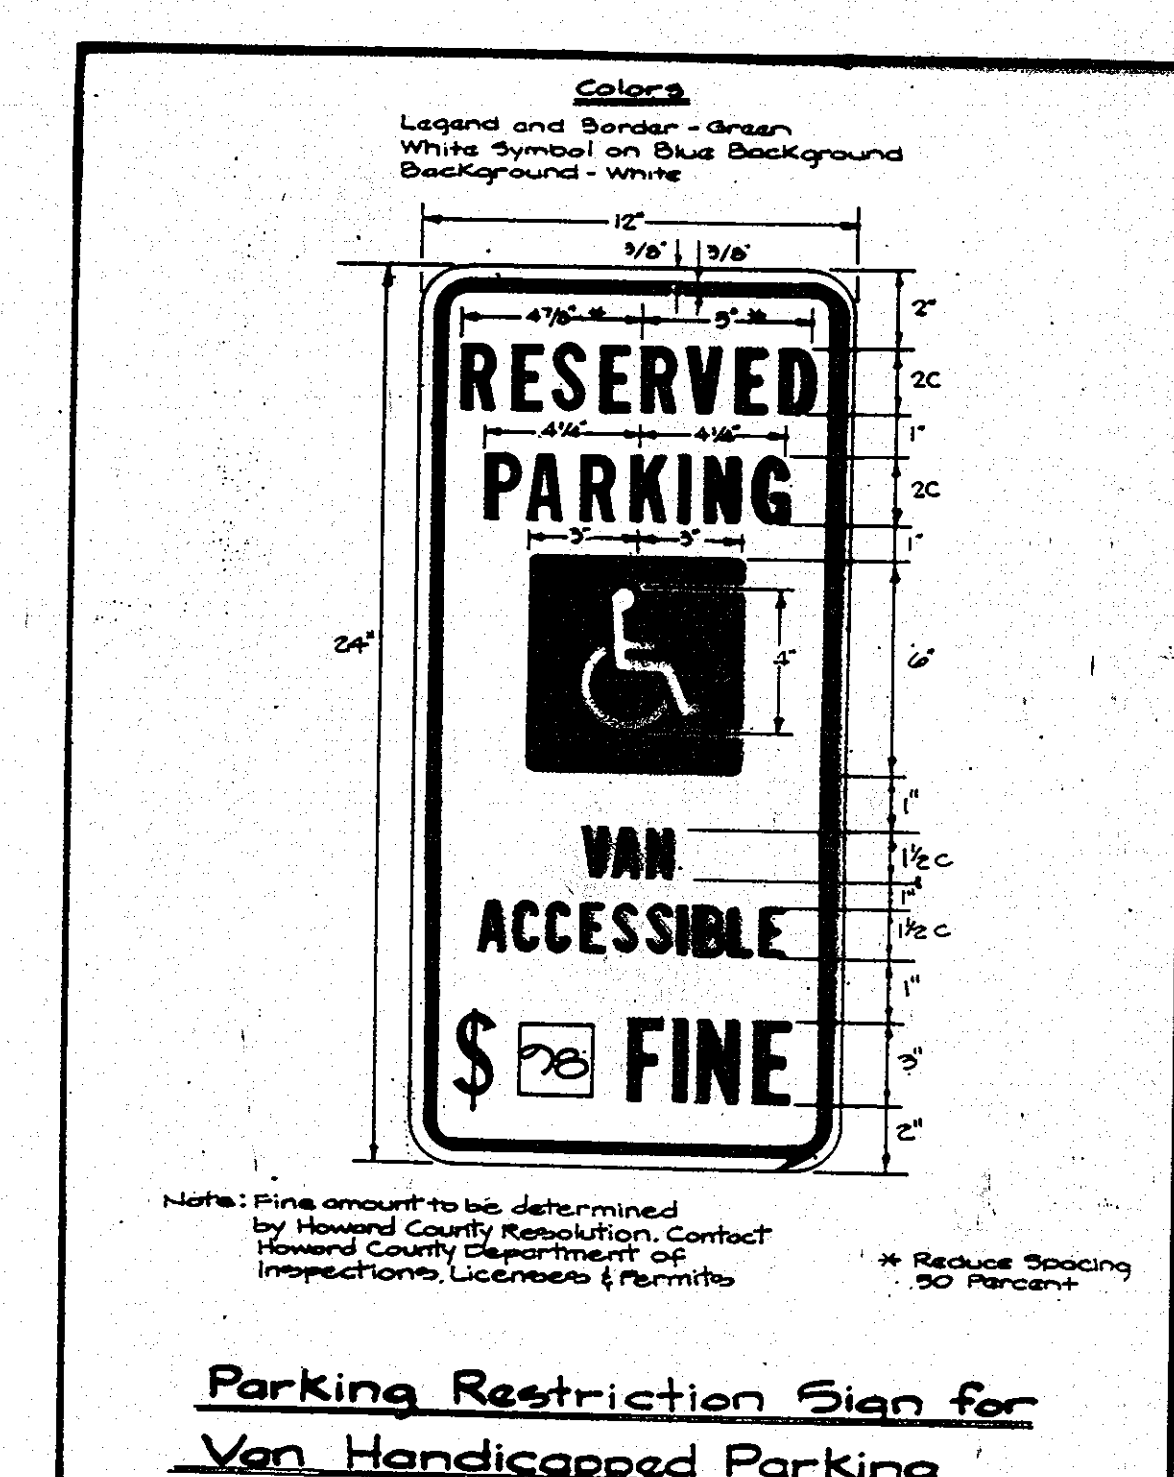 Colors
Legend and Border - Green
White Symbol on Blue Background
Background - White
12"
3/8" 3/8"
4 7/8" * 5" *
2"
RESERVED
2C
4 1/4" 4 1/4"
1"
PARKING
2C
3" 3"
1"
24"
4"
6"
1"
VAN
1 1/2 C
1"
ACCESSIBLE
1 1/2 C
1"
$ FINE
3"
2"
Note: Fine amount to be determined
by Howard County Resolution. Contact
Howard County Department of
Inspections, Licenses & Permits
* Reduce Spacing
50 Percent
Parking Restriction Sign for
Van Handicapped Parking